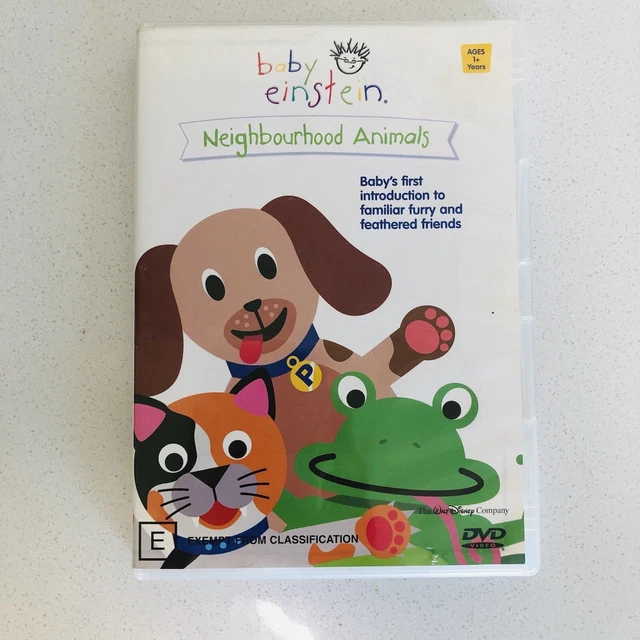 baby
einstein.
AGES
1+
Years
Neighbourhood Animals
Baby's first
introduction to
familiar furry and
feathered friends
P
The Walt Disney Company
E
EXEMPT FROM CLASSIFICATION
DVD
VIDEO